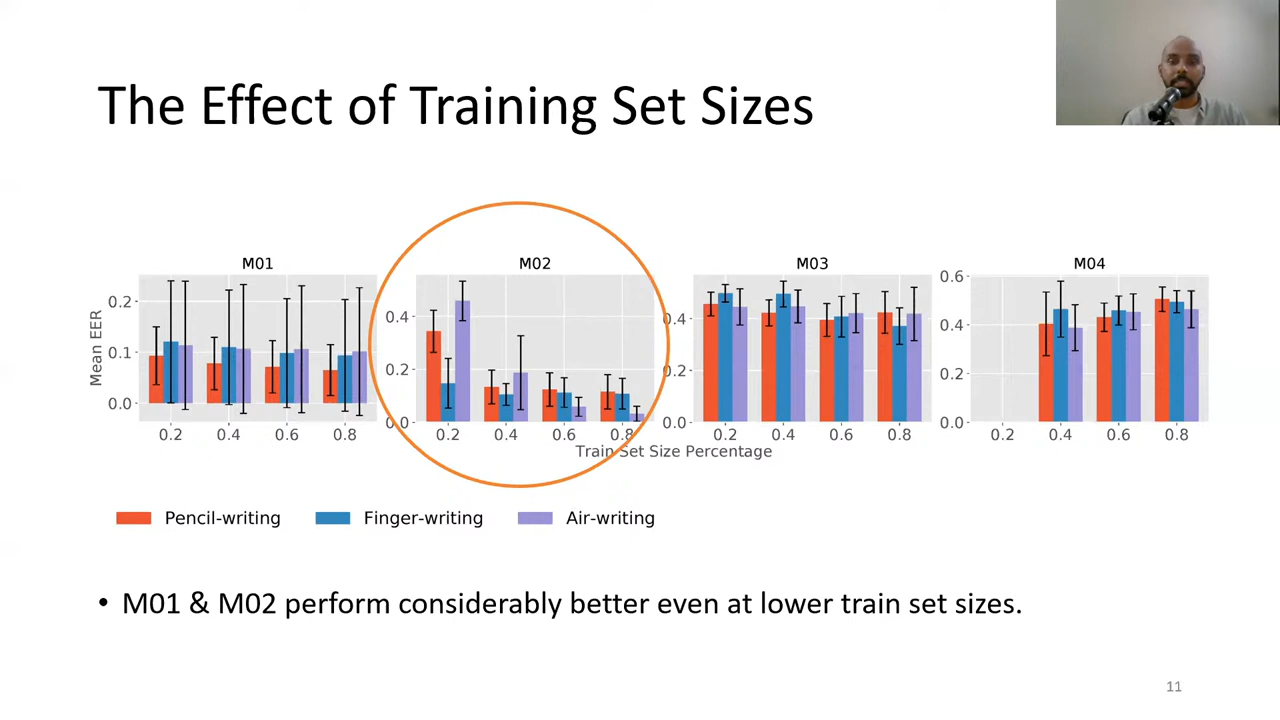 The Effect of Training Set Sizes
M01 M02 M03 M04
Mean EER
0.2
0.1
0.0
0.2 0.4 0.6 0.8
0.4
0.2
0.0
0.2 0.4 0.6 0.8
0.4
0.2
0.0
0.2 0.4 0.6 0.8
0.6
0.4
0.2
0.0
0.2 0.4 0.6 0.8
Train Set Size Percentage
Pencil-writing Finger-writing Air-writing
• M01 & M02 perform considerably better even at lower train set sizes.
11